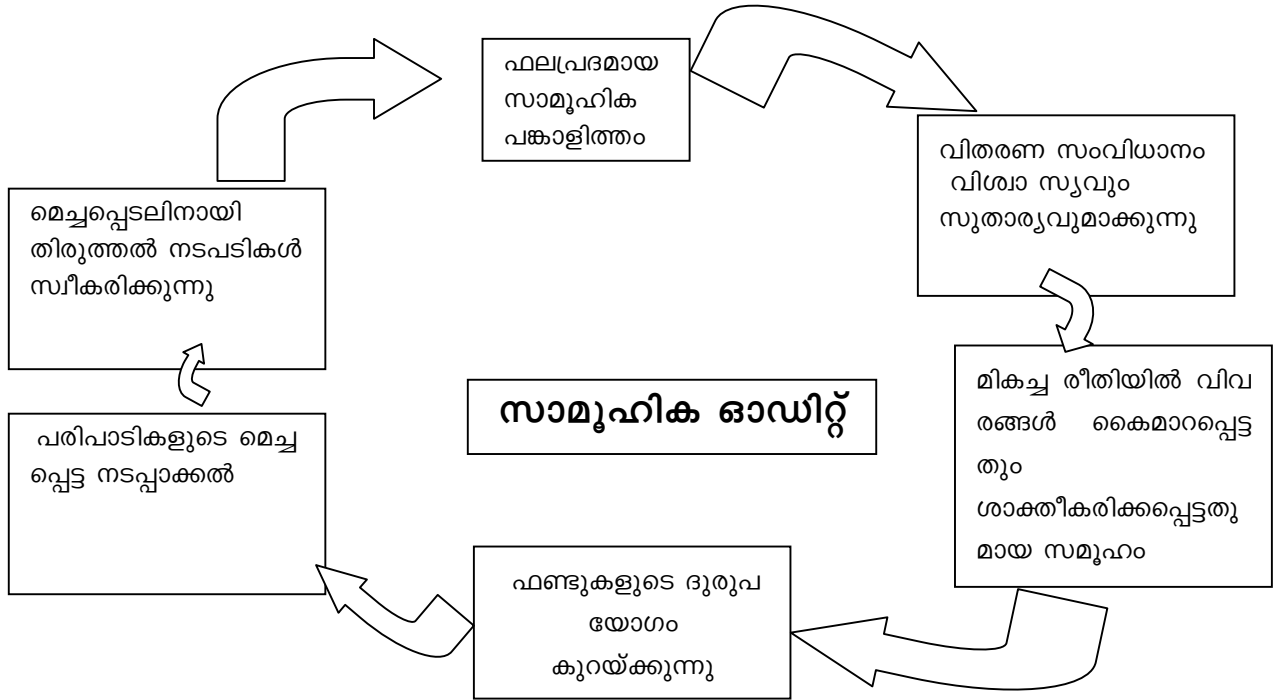 ഫലപ്രദമായ
സാമൂഹിക
പങ്കാളിത്തം
വിതരണ സംവിധാനം
വിശ്വാ സ്യവും
സുതാര്യവുമാക്കുന്നു
മികച്ച രീതിയിൽ വിവ
രങ്ങൾ കൈമാറപ്പെട്ട
തും
ശാക്തീകരിക്കപ്പെട്ടതു
മായ സമൂഹം
ഫണ്ടുകളുടെ ദുരുപ
യോഗം
കുറയ്ക്കുന്നു
പരിപാടികളുടെ മെച്ച
പ്പെട്ട നടപ്പാക്കൽ
മെച്ചപ്പെടലിനായി
തിരുത്തൽ നടപടികൾ
സ്വീകരിക്കുന്നു
സാമൂഹിക ഓഡിറ്റ്